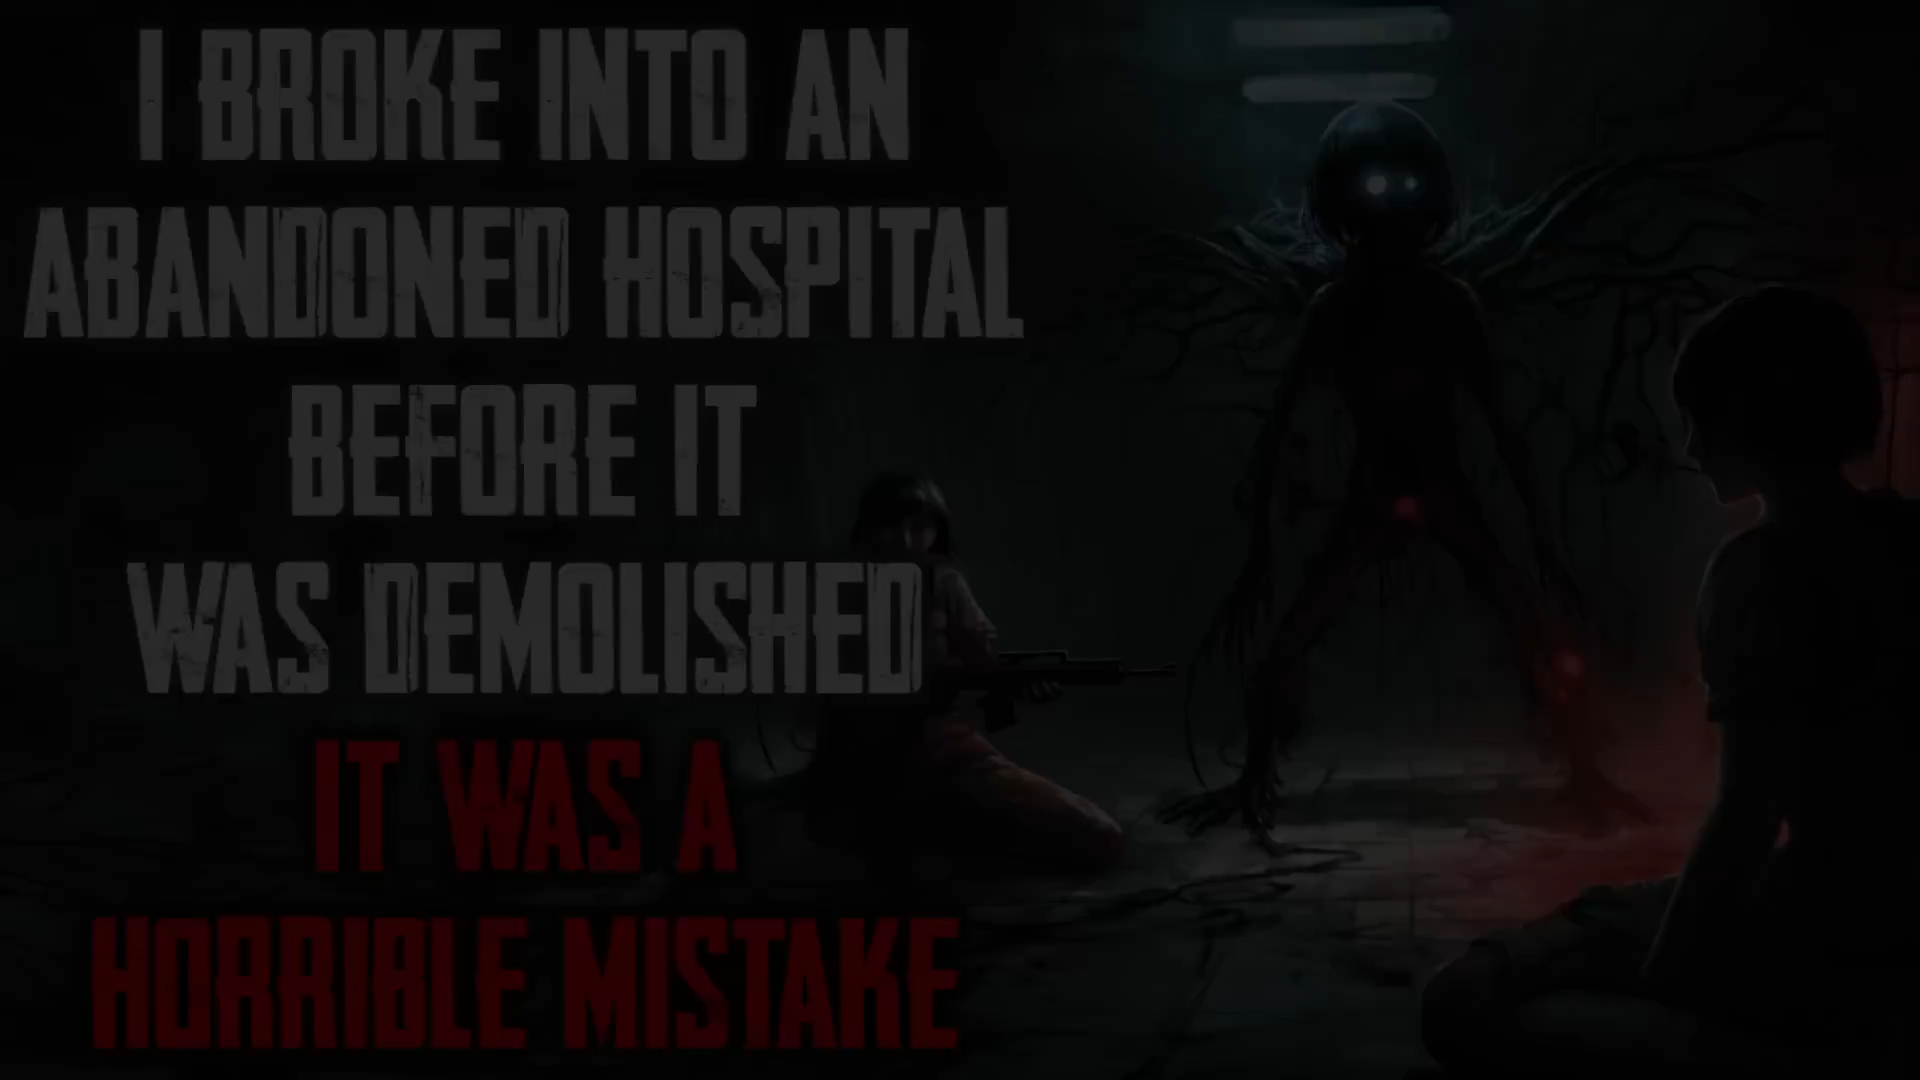 I BROKE INTO AN
ABANDONED HOSPITAL
BEFORE IT
WAS DEMOLISHED
IT WAS A
HORRIBLE MISTAKE